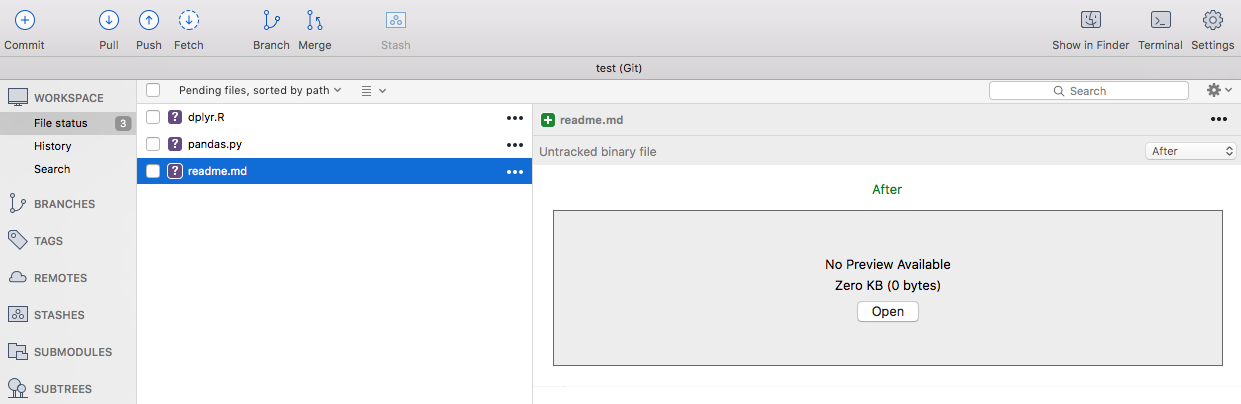 Commit Pull Push Fetch Branch Merge Stash Show in Finder Terminal Settings
test (Git)
WORKSPACE
File status 3
History
Search
BRANCHES
TAGS
REMOTES
STASHES
SUBMODULES
SUBTREES
Pending files, sorted by path
Search
? dplyr.R
? pandas.py
? readme.md
readme.md
Untracked binary file
After
After
No Preview Available
Zero KB (0 bytes)
Open